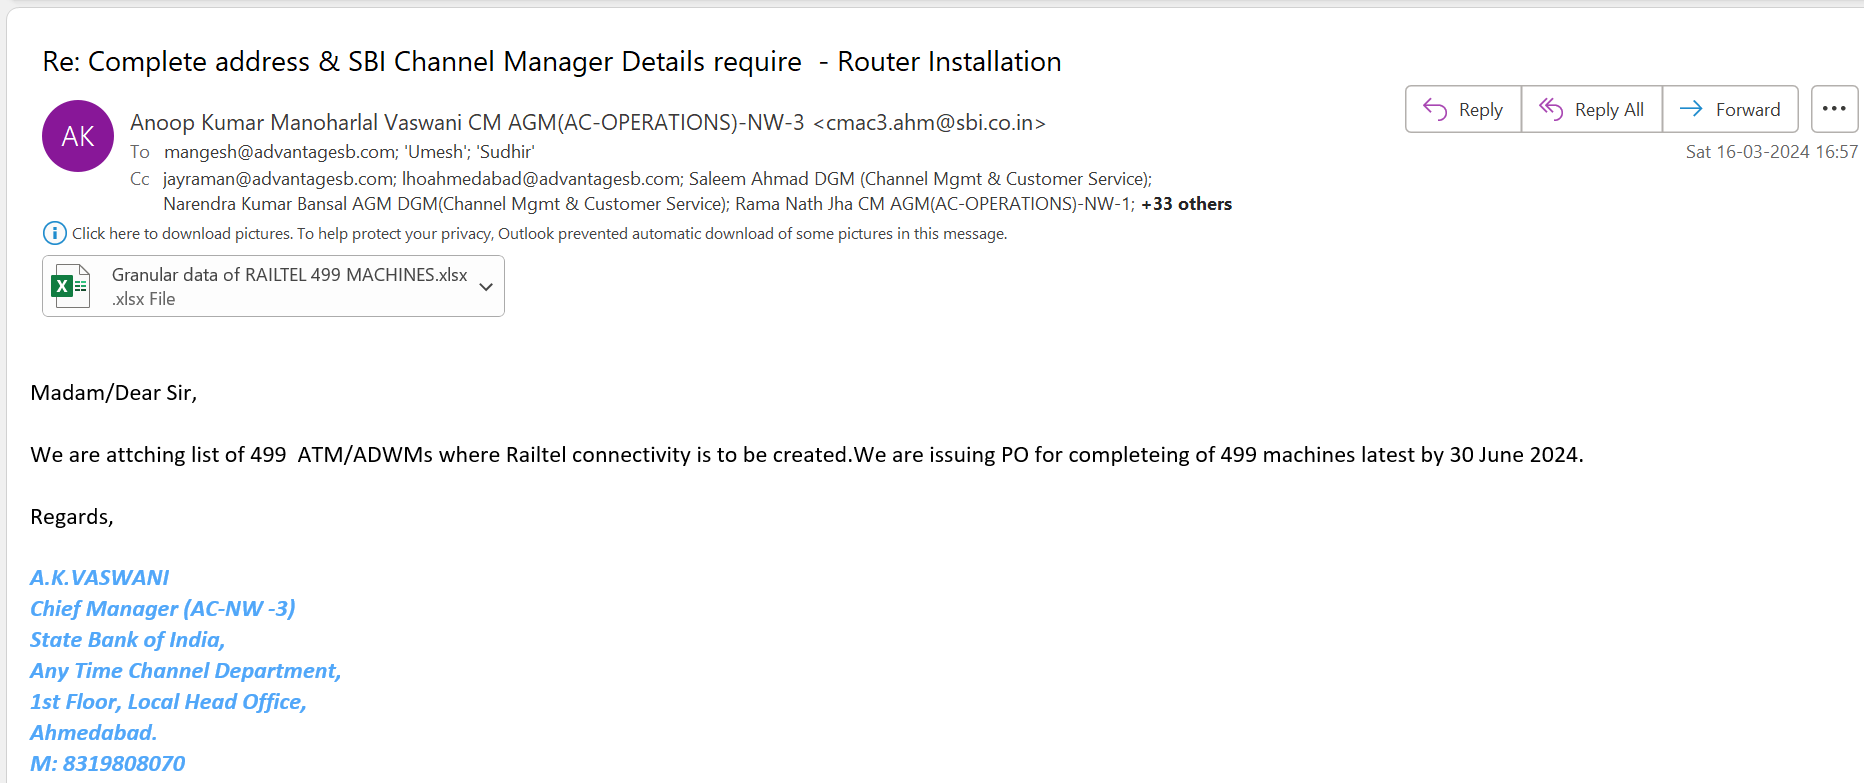 Re: Complete address & SBI Channel Manager Details require  - Router Installation
AK
Anoop Kumar Manoharlal Vaswani CM AGM(AC-OPERATIONS)-NW-3 <cmac3.ahm@sbi.co.in>
Reply
Reply All
Forward
To mangesh@advantagesb.com; 'Umesh'; 'Sudhir'
Sat 16-03-2024 16:57
Cc jayraman@advantagesb.com; lhoahmedabad@advantagesb.com; Saleem Ahmad DGM (Channel Mgmt & Customer Service);
Narendra Kumar Bansal AGM DGM(Channel Mgmt & Customer Service); Rama Nath Jha CM AGM(AC-OPERATIONS)-NW-1; +33 others
Click here to download pictures. To help protect your privacy, Outlook prevented automatic download of some pictures in this message.
Granular data of RAILTEL 499 MACHINES.xlsx
.xlsx File
Madam/Dear Sir,
We are attching list of 499  ATM/ADWMs where Railtel connectivity is to be created.We are issuing PO for completeing of 499 machines latest by 30 June 2024.
Regards,
A.K.VASWANI
Chief Manager (AC-NW -3)
State Bank of India,
Any Time Channel Department,
1st Floor, Local Head Office,
Ahmedabad.
M: 8319808070